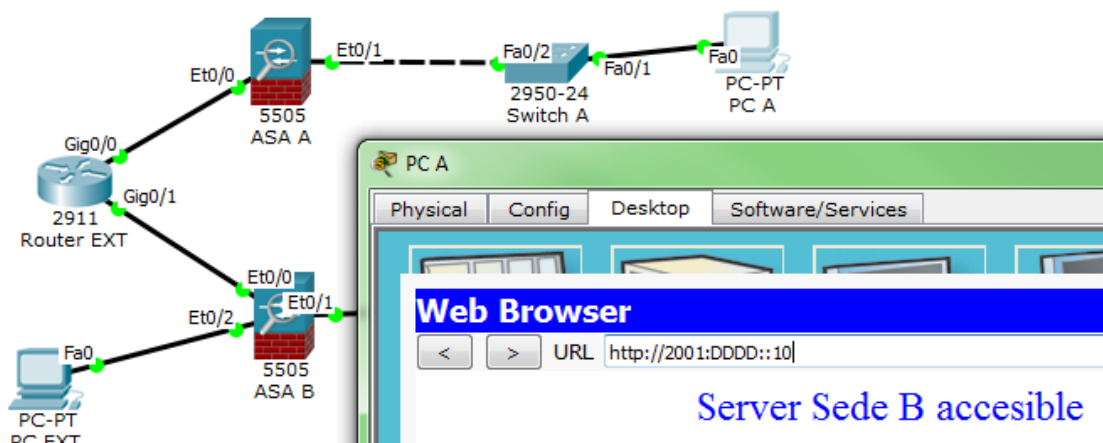 Et0/1
Fa0/2
Fa0/1
Fa0
Et0/0
5505
ASA A
2950-24
Switch A
PC-PT
PC A
Gig0/0
Gig0/1
2911
Router EXT
PC A
Physical
Config
Desktop
Software/Services
Et0/0
Et0/1
Et0/2
5505
ASA B
Fa0
PC-PT
PC EXT
Web Browser
< > URL http://2001:DDDD::10
Server Sede B accesible